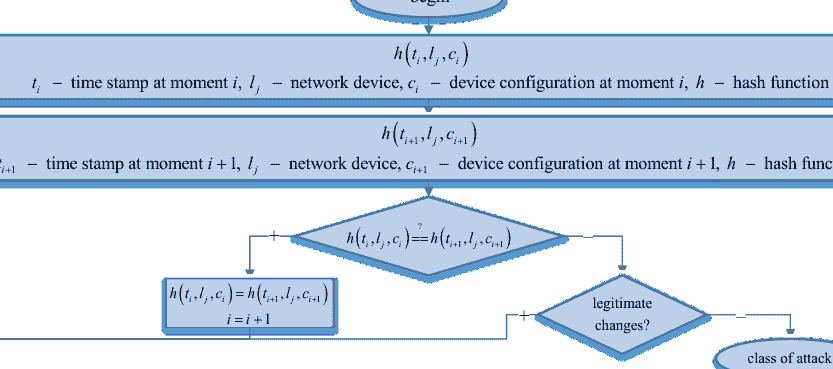 begin
h(t_i, l_j, c_i)
t_i – time stamp at moment i, l_j – network device, c_i – device configuration at moment i, h – hash function
h(t_{i+1}, l_j, c_{i+1})
t_{i+1} – time stamp at moment i+1, l_j – network device, c_{i+1} – device configuration at moment i+1, h – hash func
+ h(t_i, l_j, c_i) ==^? h(t_{i+1}, l_j, c_{i+1}) –
h(t_i, l_j, c_i) = h(t_{i+1}, l_j, c_{i+1})
i = i+1
+ legitimate –
changes?
class of attack